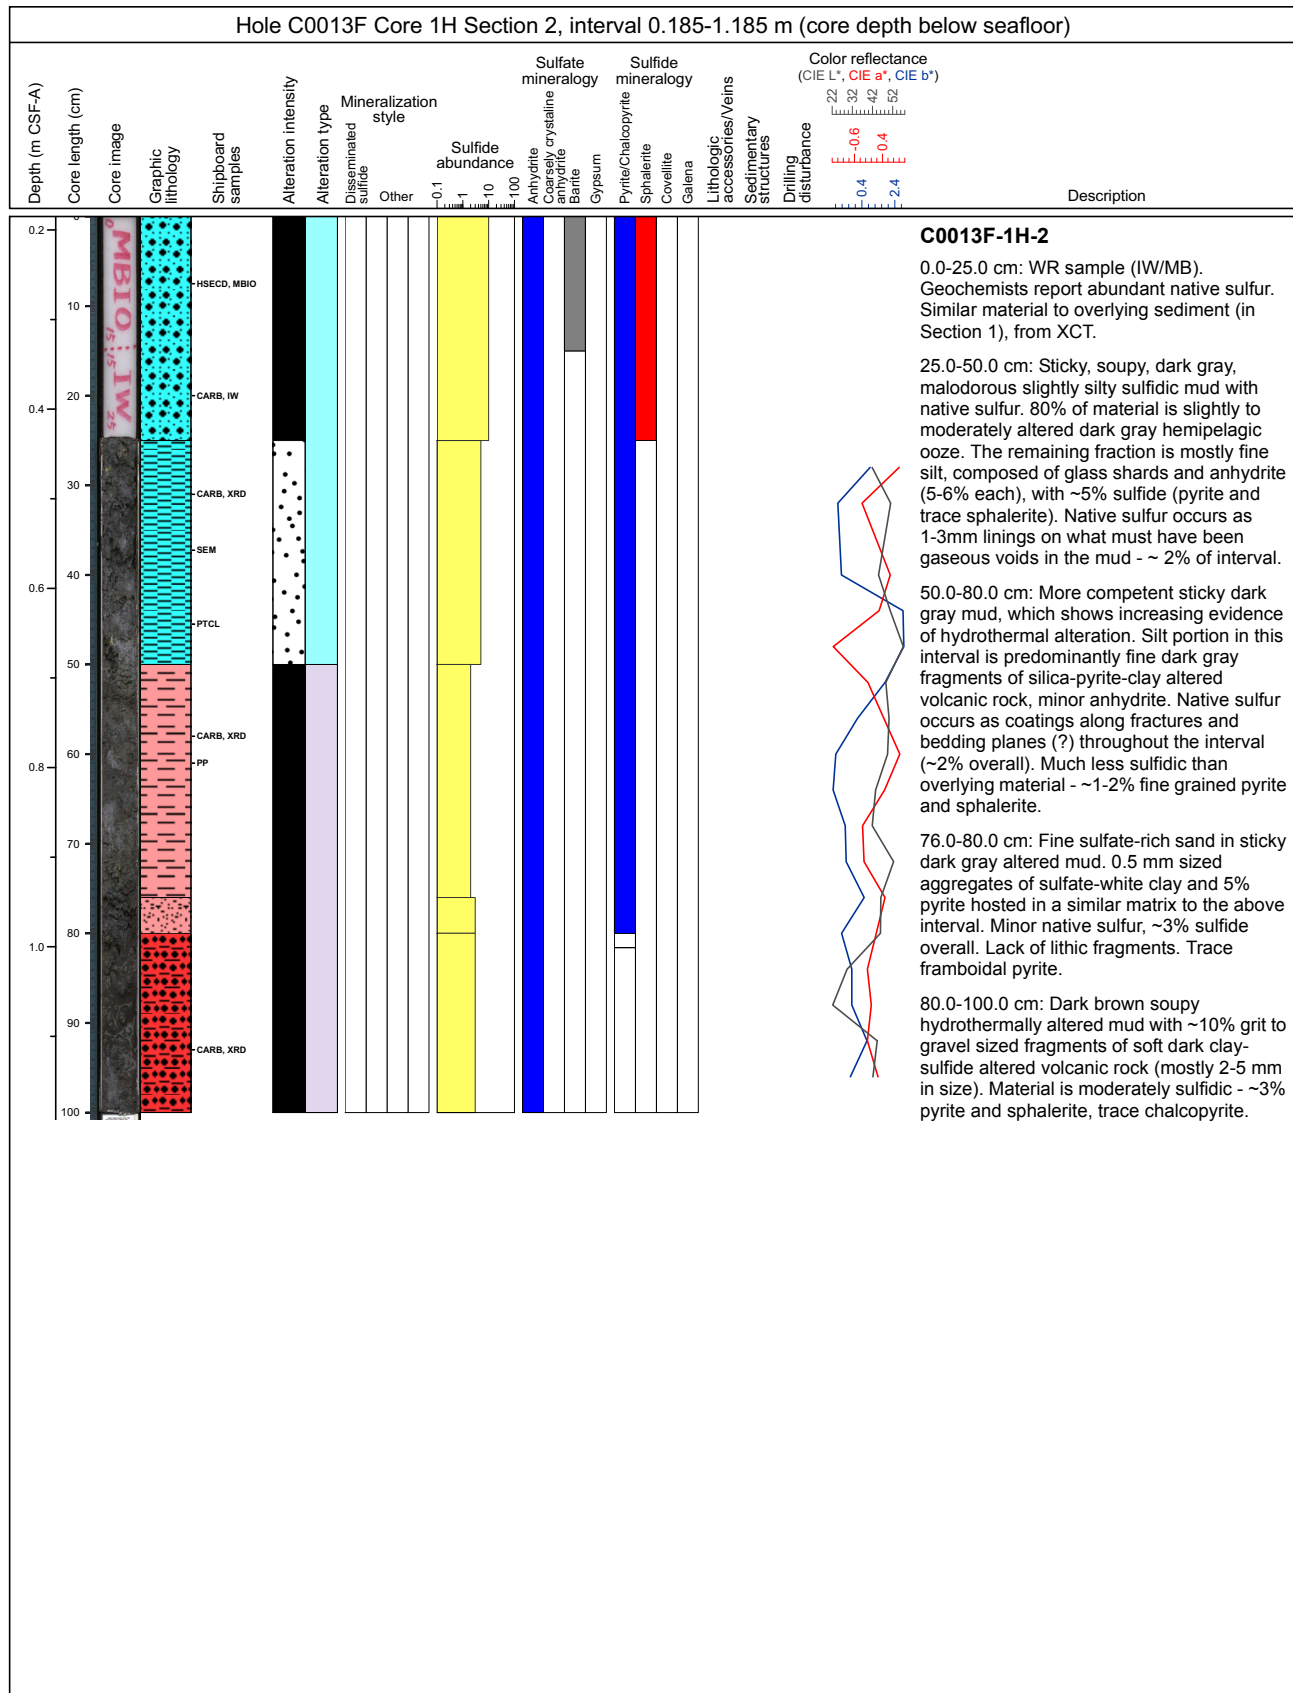 Hole C0013F Core 1H Section 2, interval 0.185-1.185 m (core depth below seafloor)
Depth (m CSF-A)
Core length (cm)
Core image
Graphic
lithology
Shipboard
samples
Alteration intensity
Alteration type
Mineralization
style
Disseminated
sulfide
Other
Sulfide
abundance
0.1
1
10
100
Sulfate
mineralogy
Anhydrite
Coarsely crystaline
anhydrite
Barite
Gypsum
Sulfide
mineralogy
Pyrite/Chalcopyrite
Sphalerite
Covellite
Galena
Lithologic
accessories/Veins
Sedimentary
structures
Drilling
disturbance
Color reflectance
(CIE L*, CIE a*, CIE b*)
22
32
42
52
-0.6
0.4
0.4
2.4
Description
0.2
0.4
0.6
0.8
1.0
0
10
20
30
40
50
60
70
80
90
100
0 MBIO 15 15 IW 25
HSECD, MBIO
CARB, IW
CARB, XRD
SEM
PTCL
CARB, XRD
PP
CARB, XRD
C0013F-1H-2
0.0-25.0 cm: WR sample (IW/MB).
Geochemists report abundant native sulfur.
Similar material to overlying sediment (in
Section 1), from XCT.
25.0-50.0 cm: Sticky, soupy, dark gray,
malodorous slightly silty sulfidic mud with
native sulfur. 80% of material is slightly to
moderately altered dark gray hemipelagic
ooze. The remaining fraction is mostly fine
silt, composed of glass shards and anhydrite
(5-6% each), with ~5% sulfide (pyrite and
trace sphalerite). Native sulfur occurs as
1-3mm linings on what must have been
gaseous voids in the mud - ~ 2% of interval.
50.0-80.0 cm: More competent sticky dark
gray mud, which shows increasing evidence
of hydrothermal alteration. Silt portion in this
interval is predominantly fine dark gray
fragments of silica-pyrite-clay altered
volcanic rock, minor anhydrite. Native sulfur
occurs as coatings along fractures and
bedding planes (?) throughout the interval
(~2% overall). Much less sulfidic than
overlying material - ~1-2% fine grained pyrite
and sphalerite.
76.0-80.0 cm: Fine sulfate-rich sand in sticky
dark gray altered mud. 0.5 mm sized
aggregates of sulfate-white clay and 5%
pyrite hosted in a similar matrix to the above
interval. Minor native sulfur, ~3% sulfide
overall. Lack of lithic fragments. Trace
framboidal pyrite.
80.0-100.0 cm: Dark brown soupy
hydrothermally altered mud with ~10% grit to
gravel sized fragments of soft dark clay-
sulfide altered volcanic rock (mostly 2-5 mm
in size). Material is moderately sulfidic - ~3%
pyrite and sphalerite, trace chalcopyrite.